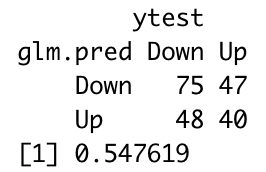 ytest
glm.pred Down Up
Down 75 47
Up 48 40
[1] 0.547619